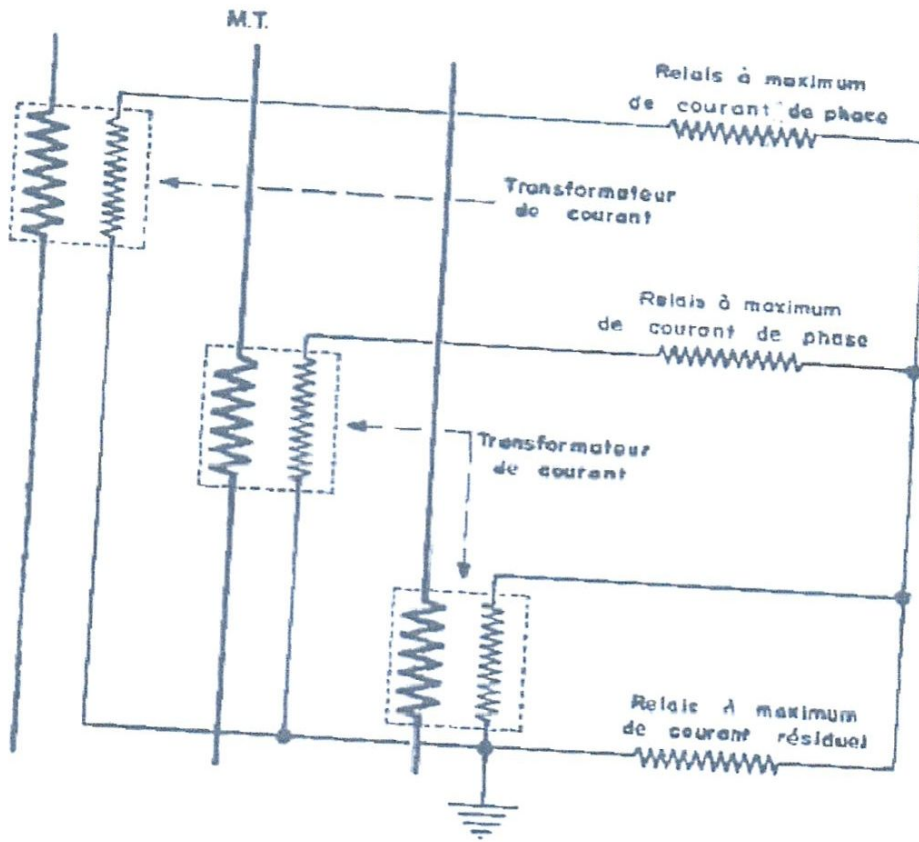 M.T.
Relais à maximum
de courant de phase
Transformateur
de courant
Relais à maximum
de courant de phase
Transformateur
de courant
Relais à maximum
de courant résiduel